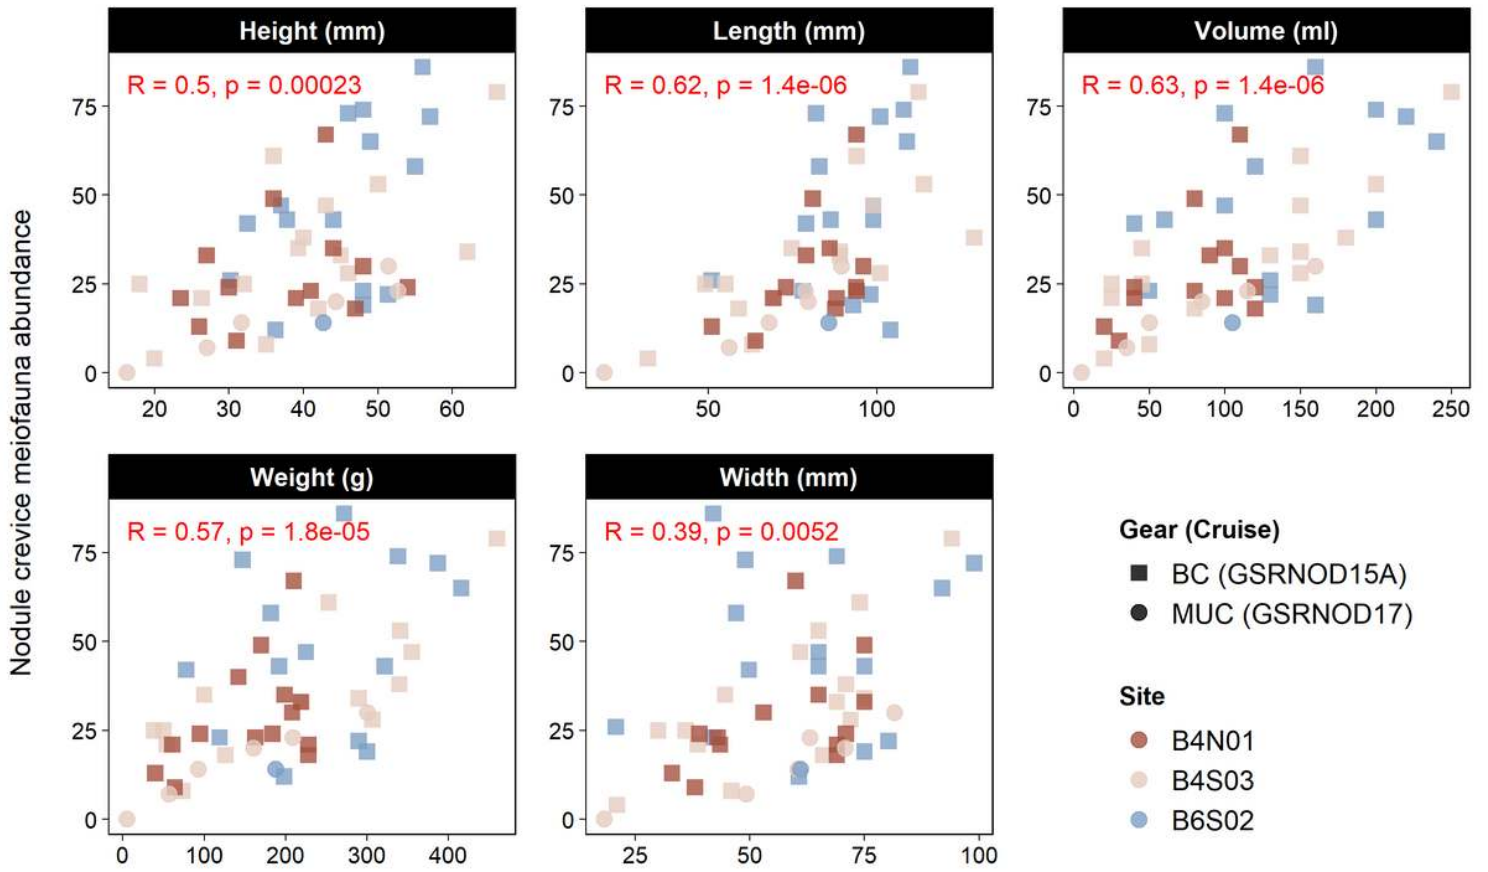 Height (mm)
Length (mm)
Volume (ml)
R = 0.5, p = 0.00023
R = 0.62, p = 1.4e-06
R = 0.63, p = 1.4e-06
75
50
25
0
20 30 40 50 60
75
50
25
0
50 100
75
50
25
0
0 50 100 150 200 250
Nodule crevice meiofauna abundance
Weight (g)
Width (mm)
R = 0.57, p = 1.8e-05
R = 0.39, p = 0.0052
75
50
25
0
0 100 200 300 400
75
50
25
0
25 50 75 100
Gear (Cruise)
BC (GSRNOD15A)
MUC (GSRNOD17)
Site
B4N01
B4S03
B6S02